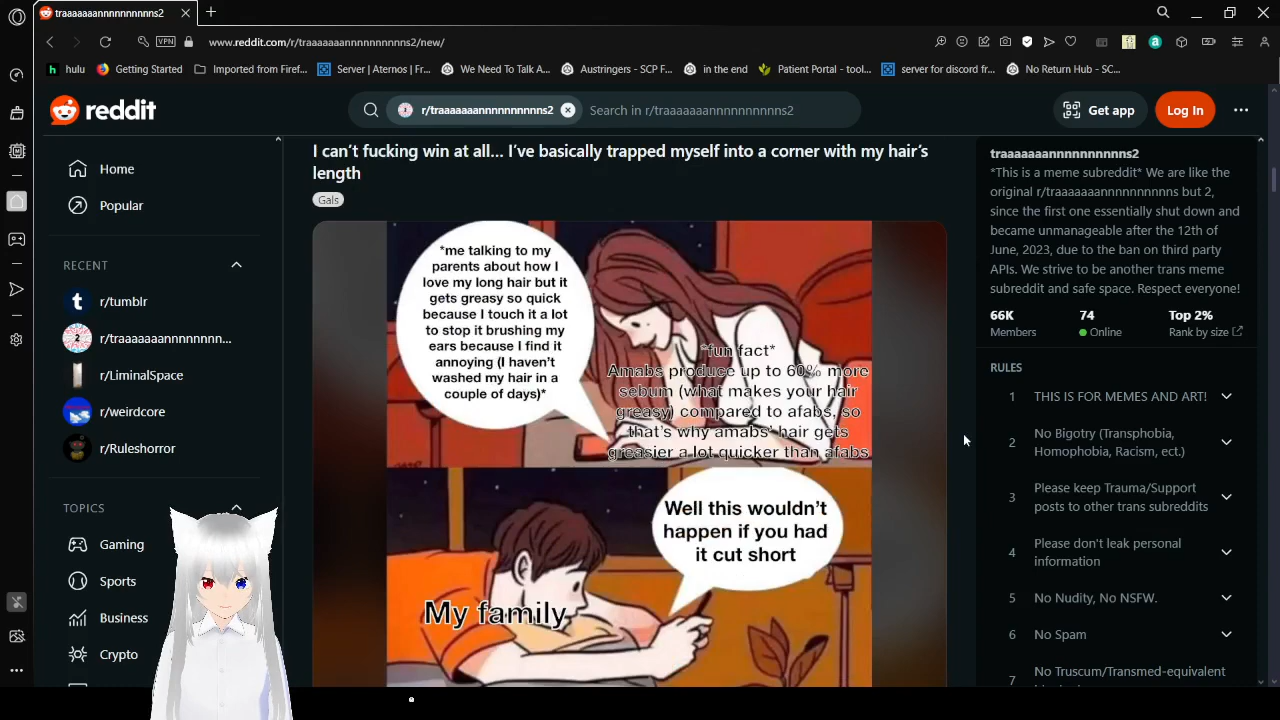 traaaaaaannnnnnnnnns2
www.reddit.com/r/traaaaaaannnnnnnnnns2/new/
VPN
hulu
Getting Started
Imported from Firef...
Server | Aternos | Fr...
We Need To Talk A...
Austringers - SCP F...
in the end
Patient Portal - tool...
server for discord fr...
No Return Hub - SC...
reddit
r/traaaaaaannnnnnnnnns2
Search in r/traaaaaaannnnnnnnnns2
Get app
Log In
Home
Popular
RECENT
r/tumblr
r/traaaaaaannnnnnn...
r/LiminalSpace
r/weirdcore
r/Ruleshorror
TOPICS
Gaming
Sports
Business
Crypto
I can't fucking win at all... I've basically trapped myself into a corner with my hair's
length
Gals
*me talking to my
parents about how I
love my long hair but it
gets greasy so quick
because I touch it a lot
to stop it brushing my
ears because I find it
annoying (I haven't
washed my hair in a
couple of days)*
*fun fact*
Amabs produce up to 60% more
sebum (what makes your hair
greasy) compared to afabs, so
that's why amabs' hair gets
greasier a lot quicker than afabs
Well this wouldn't
happen if you had
it cut short
My family
traaaaaaannnnnnnnnns2
*This is a meme subreddit* We are like the
original r/traaaaaaannnnnnnnnns but 2,
since the first one essentially shut down and
became unmanageable after the 12th of
June, 2023, due to the ban on third party
APIs. We strive to be another trans meme
subreddit and safe space. Respect everyone!
66K
Members
74
Online
Top 2%
Rank by size
RULES
1 THIS IS FOR MEMES AND ART!
2 No Bigotry (Transphobia,
Homophobia, Racism, ect.)
3 Please keep Trauma/Support
posts to other trans subreddits
4 Please don't leak personal
information
5 No Nudity, No NSFW.
6 No Spam
7 No Truscum/Transmed-equivalent